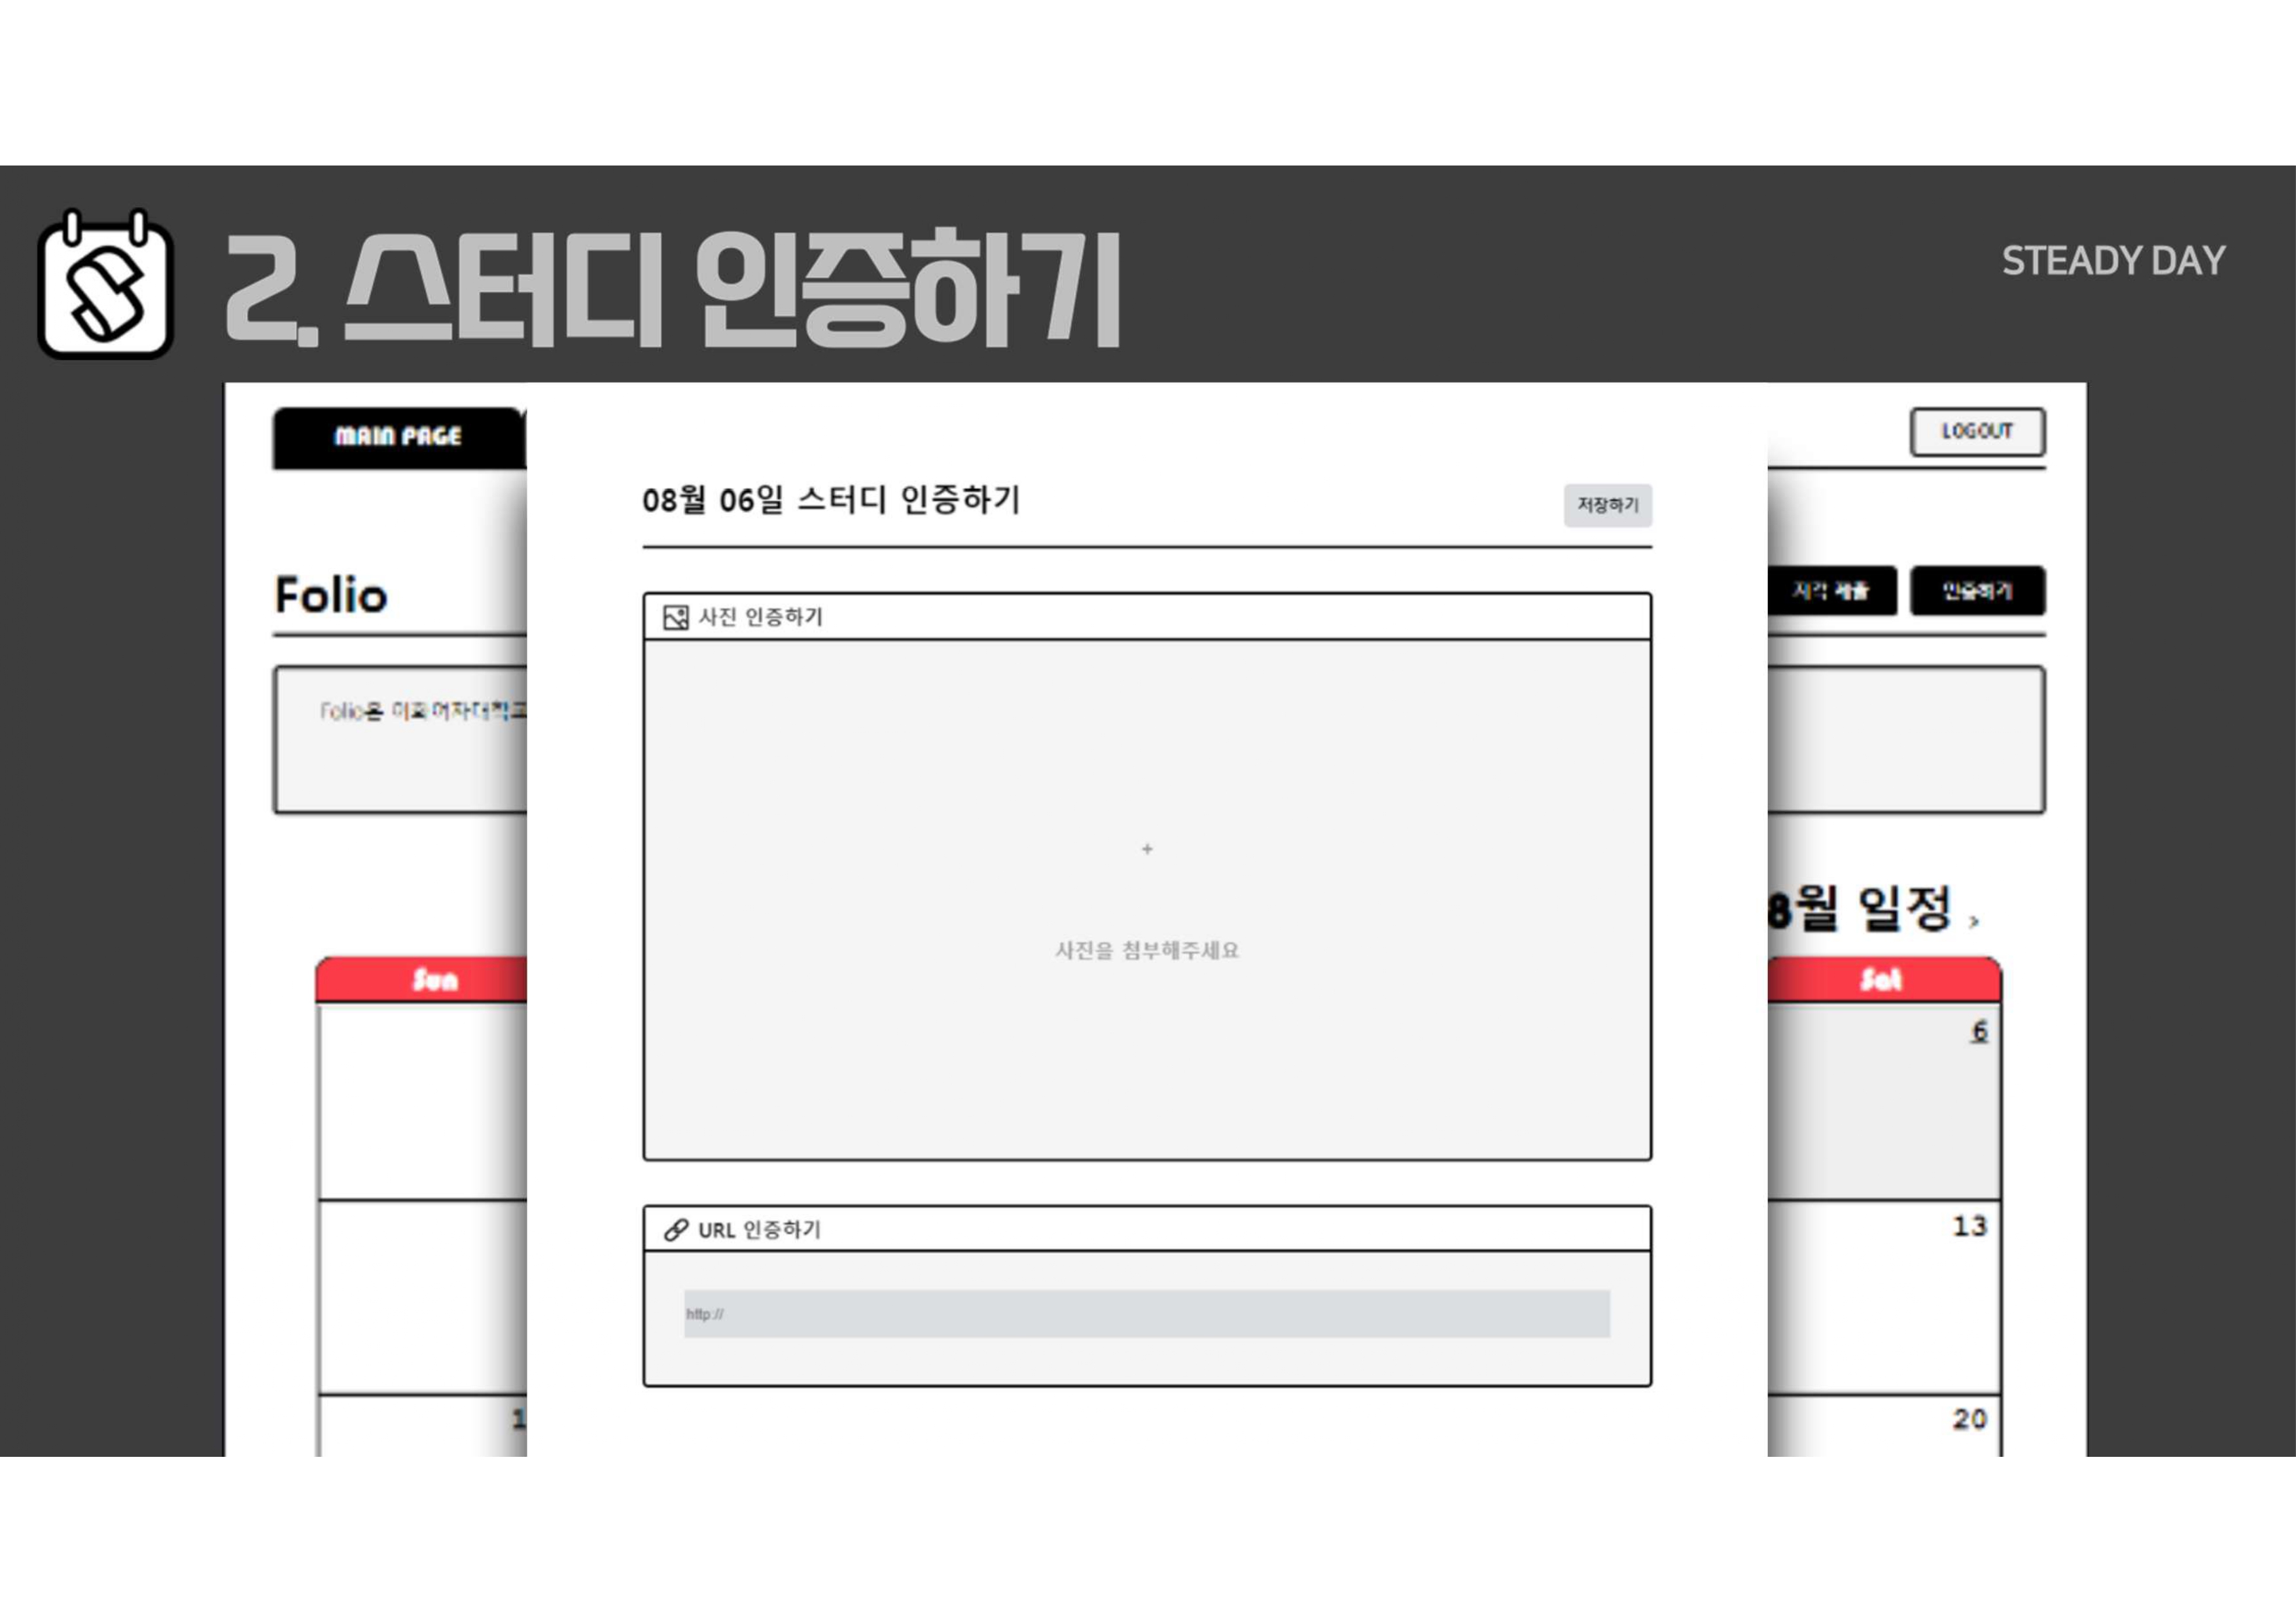 2. 스터디 인증하기
STEADY DAY
MAIN PAGE
LOGOUT
08월 06일 스터디 인증하기
저장하기
Folio
지각 제출
인증하기
사진 인증하기
Folio은 이화여자대학교
+
사진을 첨부해주세요
8월 일정 >
Sun
Sat
6
URL 인증하기
13
http://
1
20